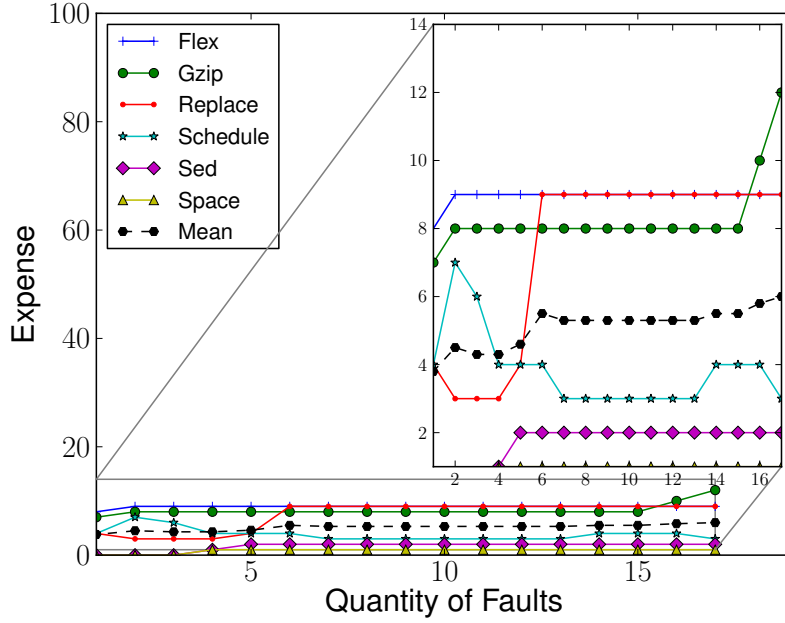 100
80
60
40
20
0
Expense
Flex
Gzip
Replace
Schedule
Sed
Space
Mean
14
12
10
8
6
4
2
2 4 6 8 10 12 14 16
5 10 15
Quantity of Faults